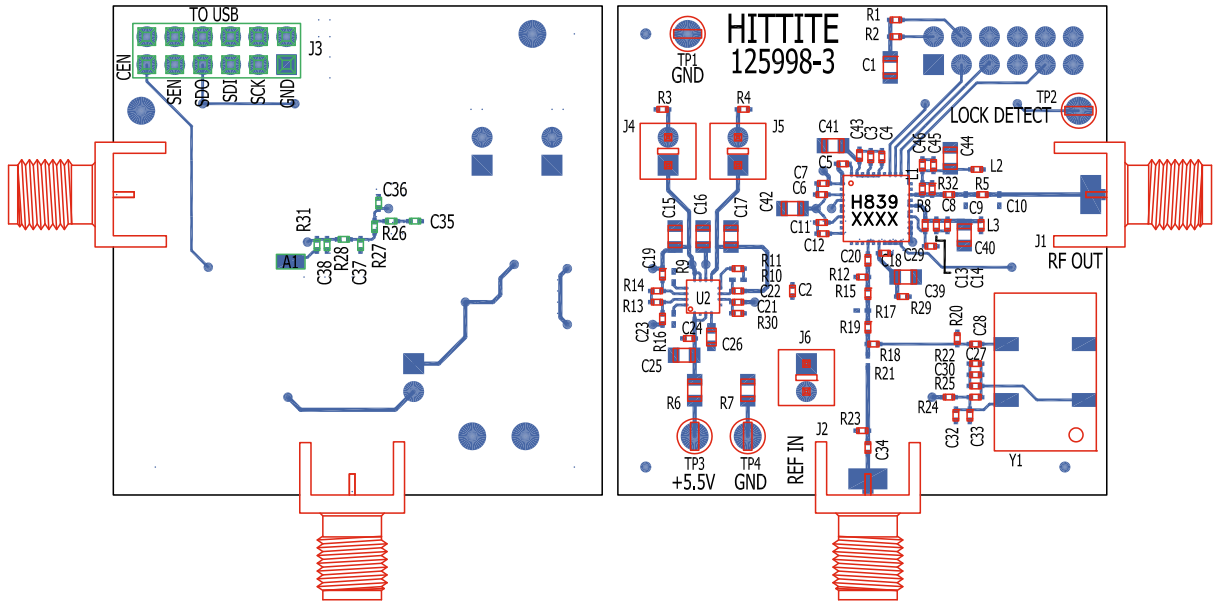 TO USB
J3
CEN
SEN
SDO
SDI
SCK
GND
C36
C35
R26
R27
R31
R28
C38
C37
A1
HITTITE
125998-3
TP1
GND
R1
R2
C1
TP2
LOCK DETECT
R3
R4
J4
J5
C41
C43
C3
C4
C46
C45
C44
L1
L2
C5
C7
C6
C42
C11
C12
H839
XXXX
R32
R5
R8
C8
C9
C10
L3
C40
J1
RF OUT
C15
C16
C17
C19
R9
R11
R10
R14
R13
U2
C22
C21
R30
C2
C23
R16
C24
C25
C26
C20
C18
C29
C13
C14
R12
R15
C39
R29
R17
R19
R18
R21
R20
C28
R22
C27
C30
R25
R24
C32
C33
Y1
J6
R6
R7
TP3
+5.5V
TP4
GND
REF IN
J2
R23
C34